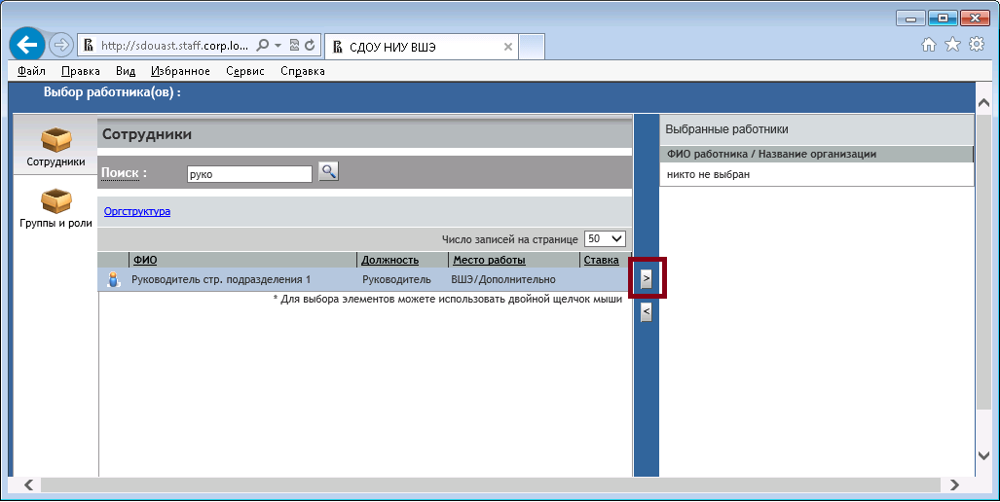 http://sdouast.staff.corp.lo...
СДОУ НИУ ВШЭ
Файл Правка Вид Избранное Сервис Справка
Выбор работника(ов) :
Сотрудники
Группы и роли
Сотрудники
Поиск :
руко
Оргструктура
Число записей на странице 50
ФИО Должность Место работы Ставка
Руководитель стр. подразделения 1 Руководитель ВШЭ/Дополнительно
* Для выбора элементов можете использовать двойной щелчок мыши
>
<
Выбранные работники
ФИО работника / Название организации
никто не выбран